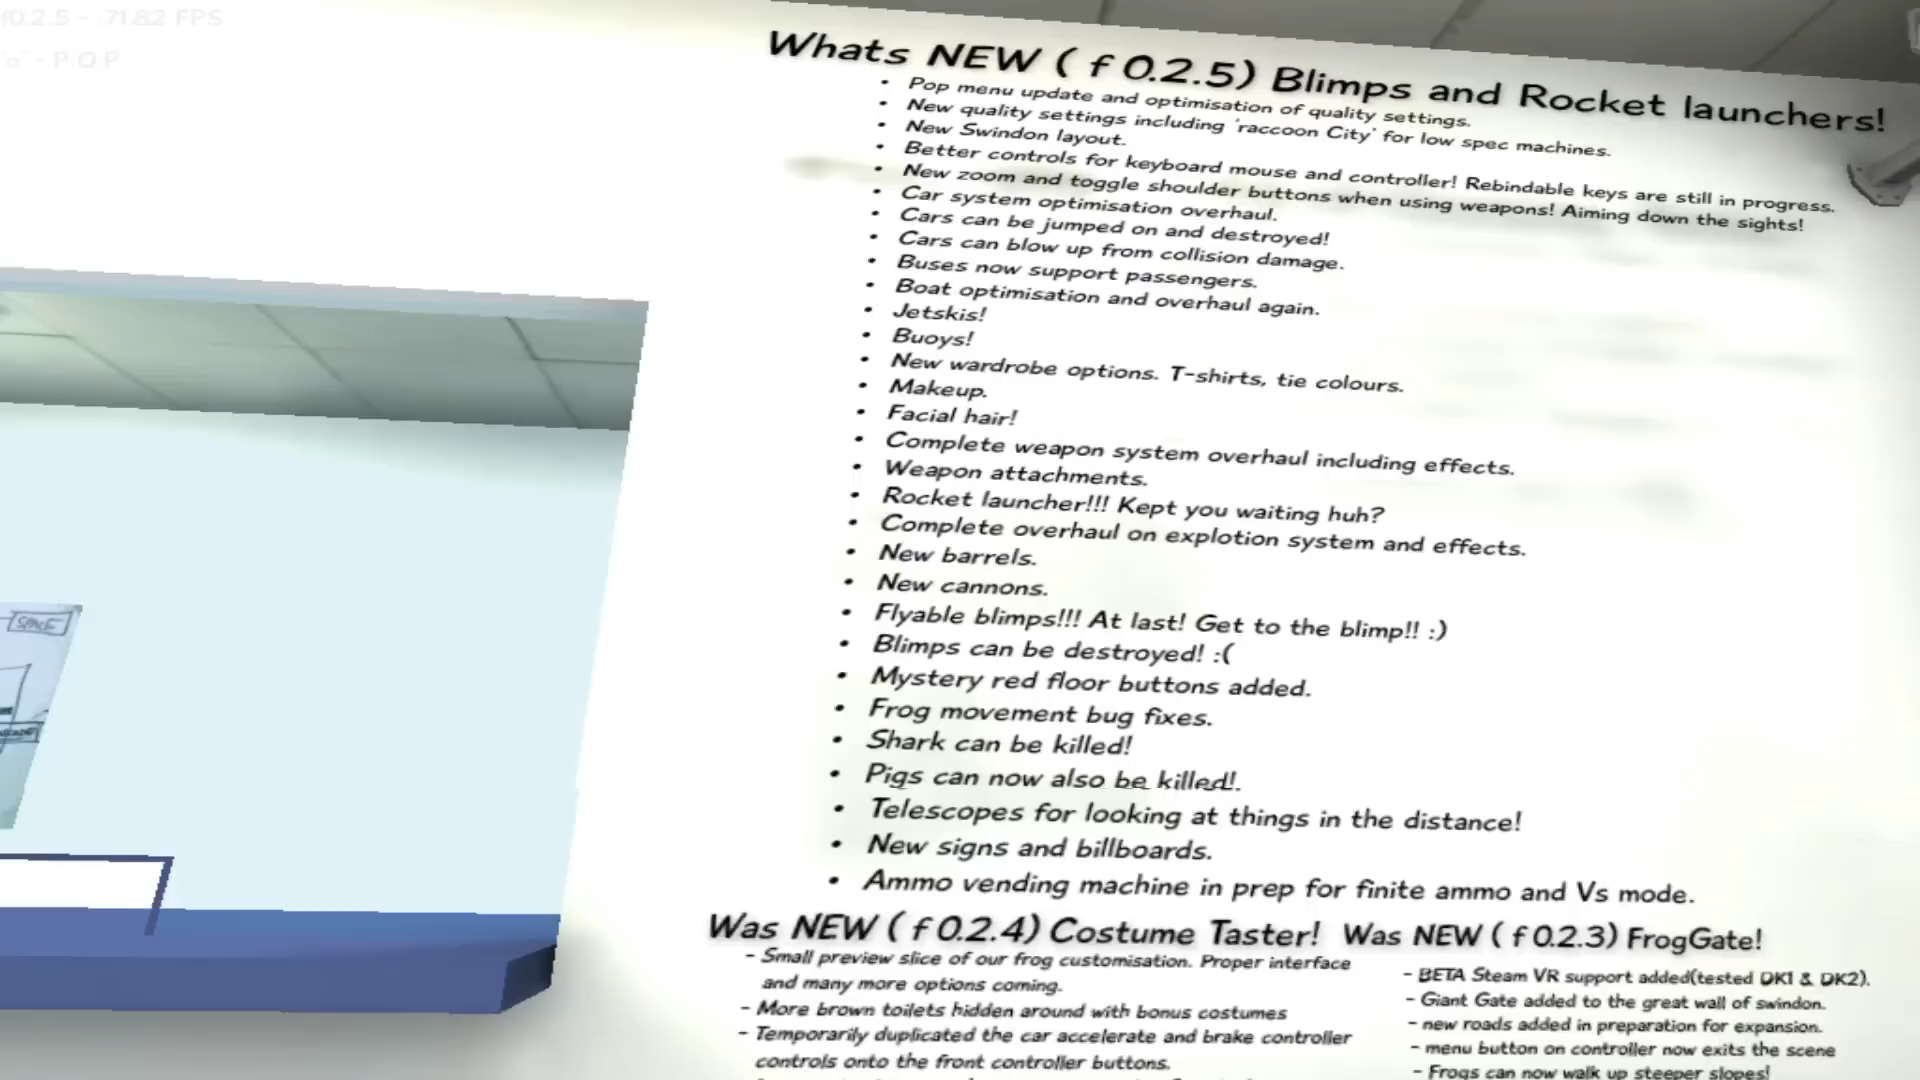 f0.2.5 - :71.82 FPS
- P.O.P
Whats NEW ( f 0.2.5) Blimps and Rocket launchers!
• Pop menu update and optimisation of quality settings.
• New quality settings including 'raccoon City' for low spec machines.
• New Swindon layout.
• Better controls for keyboard mouse and controller! Rebindable keys are still in progress.
• New zoom and toggle shoulder buttons when using weapons! Aiming down the sights!
• Car system optimisation overhaul.
• Cars can be jumped on and destroyed!
• Cars can blow up from collision damage.
• Buses now support passengers.
• Boat optimisation and overhaul again.
• Jetskis!
• Buoys!
• New wardrobe options. T-shirts, tie colours.
• Makeup.
• Facial hair!
• Complete weapon system overhaul including effects.
• Weapon attachments.
• Rocket launcher!!! Kept you waiting huh?
• Complete overhaul on explotion system and effects.
• New barrels.
• New cannons.
• Flyable blimps!!! At last! Get to the blimp!! :)
• Blimps can be destroyed! :(
• Mystery red floor buttons added.
• Frog movement bug fixes.
• Shark can be killed!
• Pigs can now also be killed!.
• Telescopes for looking at things in the distance!
• New signs and billboards.
• Ammo vending machine in prep for finite ammo and Vs mode.
SPACE
Was NEW ( f 0.2.4) Costume Taster!
- Small preview slice of our frog customisation. Proper interface
and many more options coming.
- More brown toilets hidden around with bonus costumes
- Temporarily duplicated the car accelerate and brake controller
controls onto the front controller buttons.
Was NEW ( f 0.2.3) FrogGate!
- BETA Steam VR support added(tested DK1 & DK2).
- Giant Gate added to the great wall of swindon.
- new roads added in preparation for expansion.
- menu button on controller now exits the scene
- Frogs can now walk up steeper slopes!